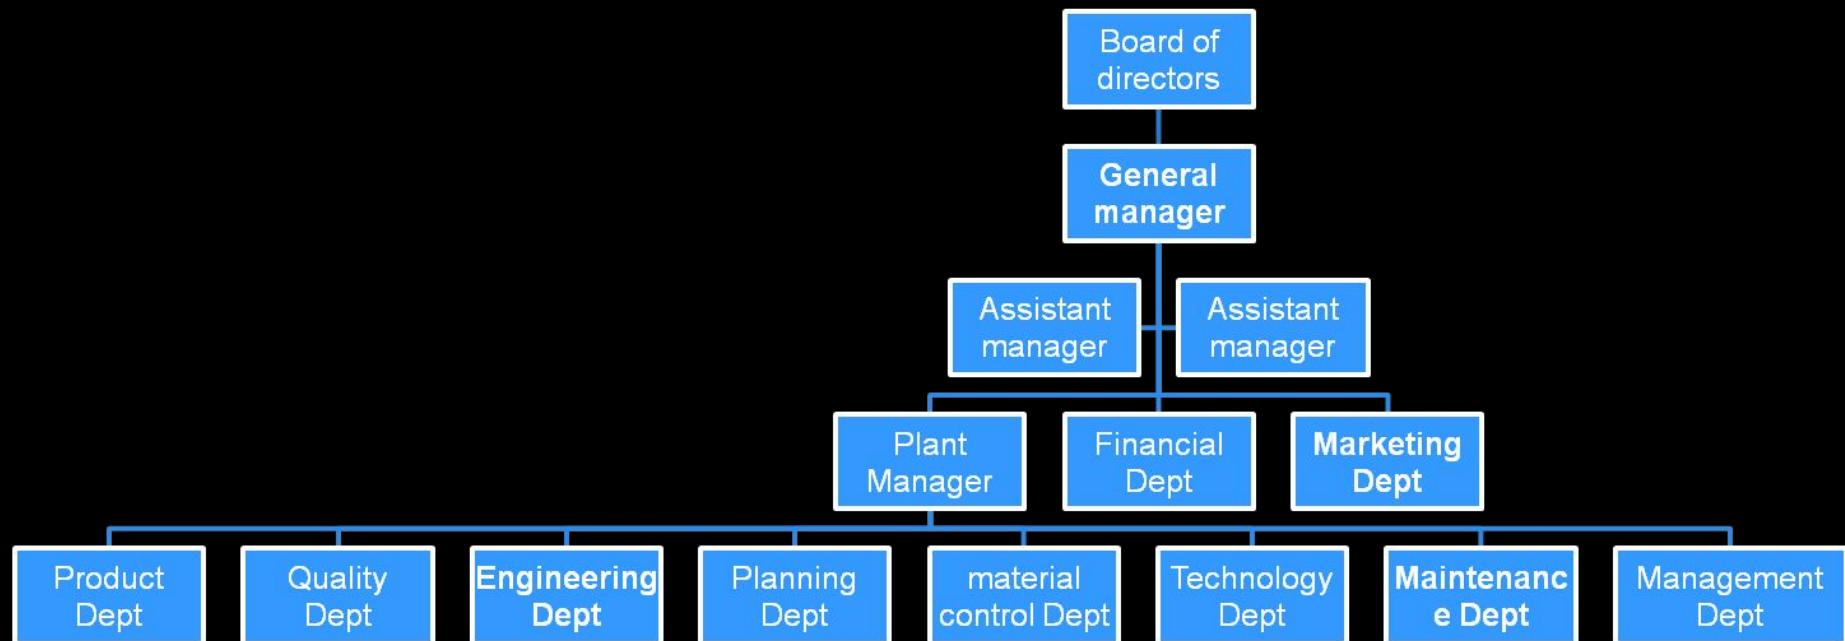 Board of
directors
General
manager
Assistant
manager
Assistant
manager
Plant
Manager
Financial
Dept
Marketing
Dept
Product
Dept
Quality
Dept
Engineering
Dept
Planning
Dept
material
control Dept
Technology
Dept
Maintenanc
e Dept
Management
Dept